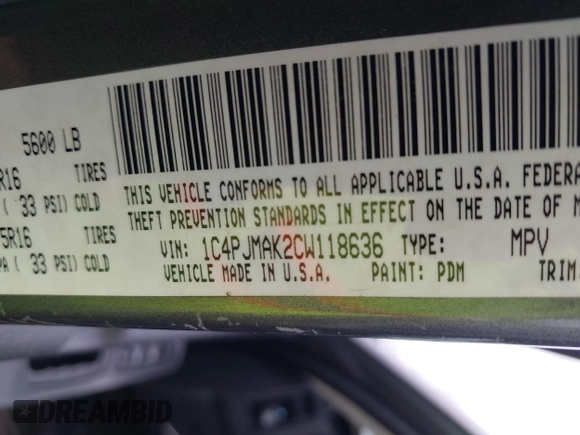 5600 LB
R16 TIRES
( 33 PSI) COLD
5R16 TIRES
PA ( 33 PSI) COLD
THIS VEHICLE CONFORMS TO ALL APPLICABLE U.S.A. FEDERA
THEFT PREVENTION STANDARDS IN EFFECT ON THE DATE OF M
VIN: 1C4PJMAK2CW118636 TYPE: MPV
VEHICLE MADE IN U.S.A. PAINT: PDM TRIM
DREAMBID